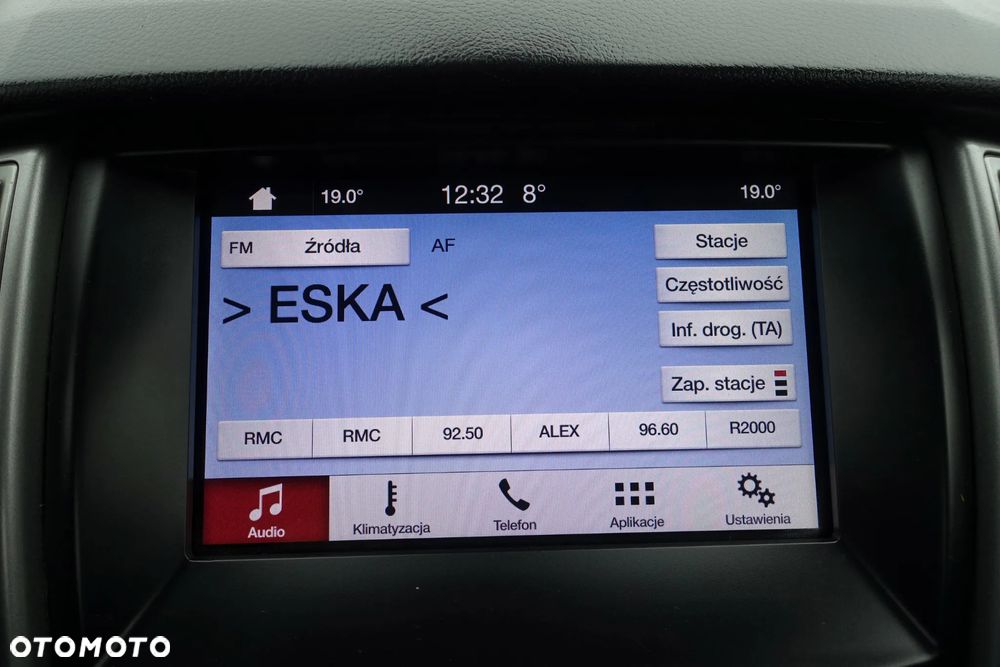 19.0° 12:32 8° 19.0°
FM Źródła AF Stacje
> ESKA < Częstotliwość
Inf. drog. (TA)
Zap. stacje
RMC RMC 92.50 ALEX 96.60 R2000
Audio Klimatyzacja Telefon Aplikacje Ustawienia
OTOMOTO